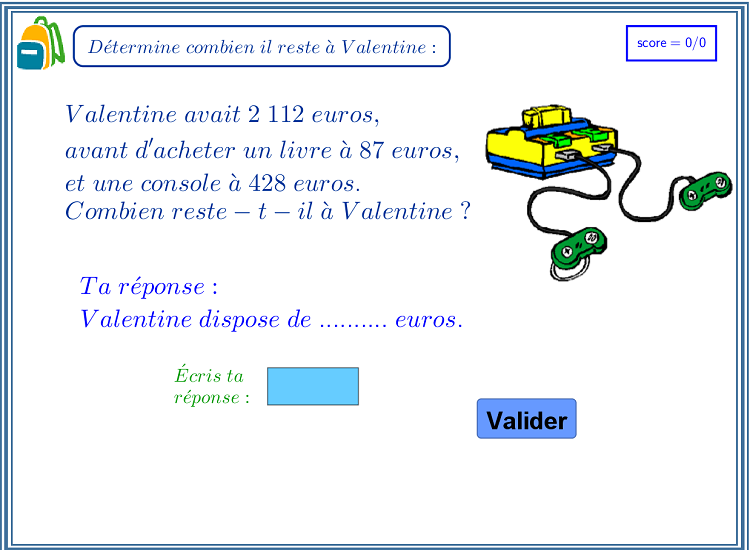 Détermine combien il reste à Valentine :
score = 0/0
Valentine avait 2 112 euros,
avant d'acheter un livre à 87 euros,
et une console à 428 euros.
Combien reste – t – il à Valentine ?
Ta réponse :
Valentine dispose de .......... euros.
Écris ta
réponse :
Valider